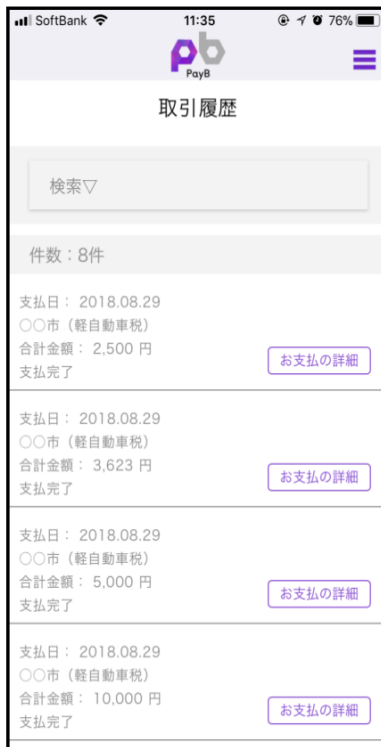 SoftBank 11:35 76%
pb
PayB
取引履歴
検索▽
件数：8件
支払日： 2018.08.29
○○市（軽自動車税）
合計金額： 2,500 円
お支払の詳細
支払完了
支払日： 2018.08.29
○○市（軽自動車税）
合計金額： 3,623 円
お支払の詳細
支払完了
支払日： 2018.08.29
○○市（軽自動車税）
合計金額： 5,000 円
お支払の詳細
支払完了
支払日： 2018.08.29
○○市（軽自動車税）
合計金額： 10,000 円
お支払の詳細
支払完了